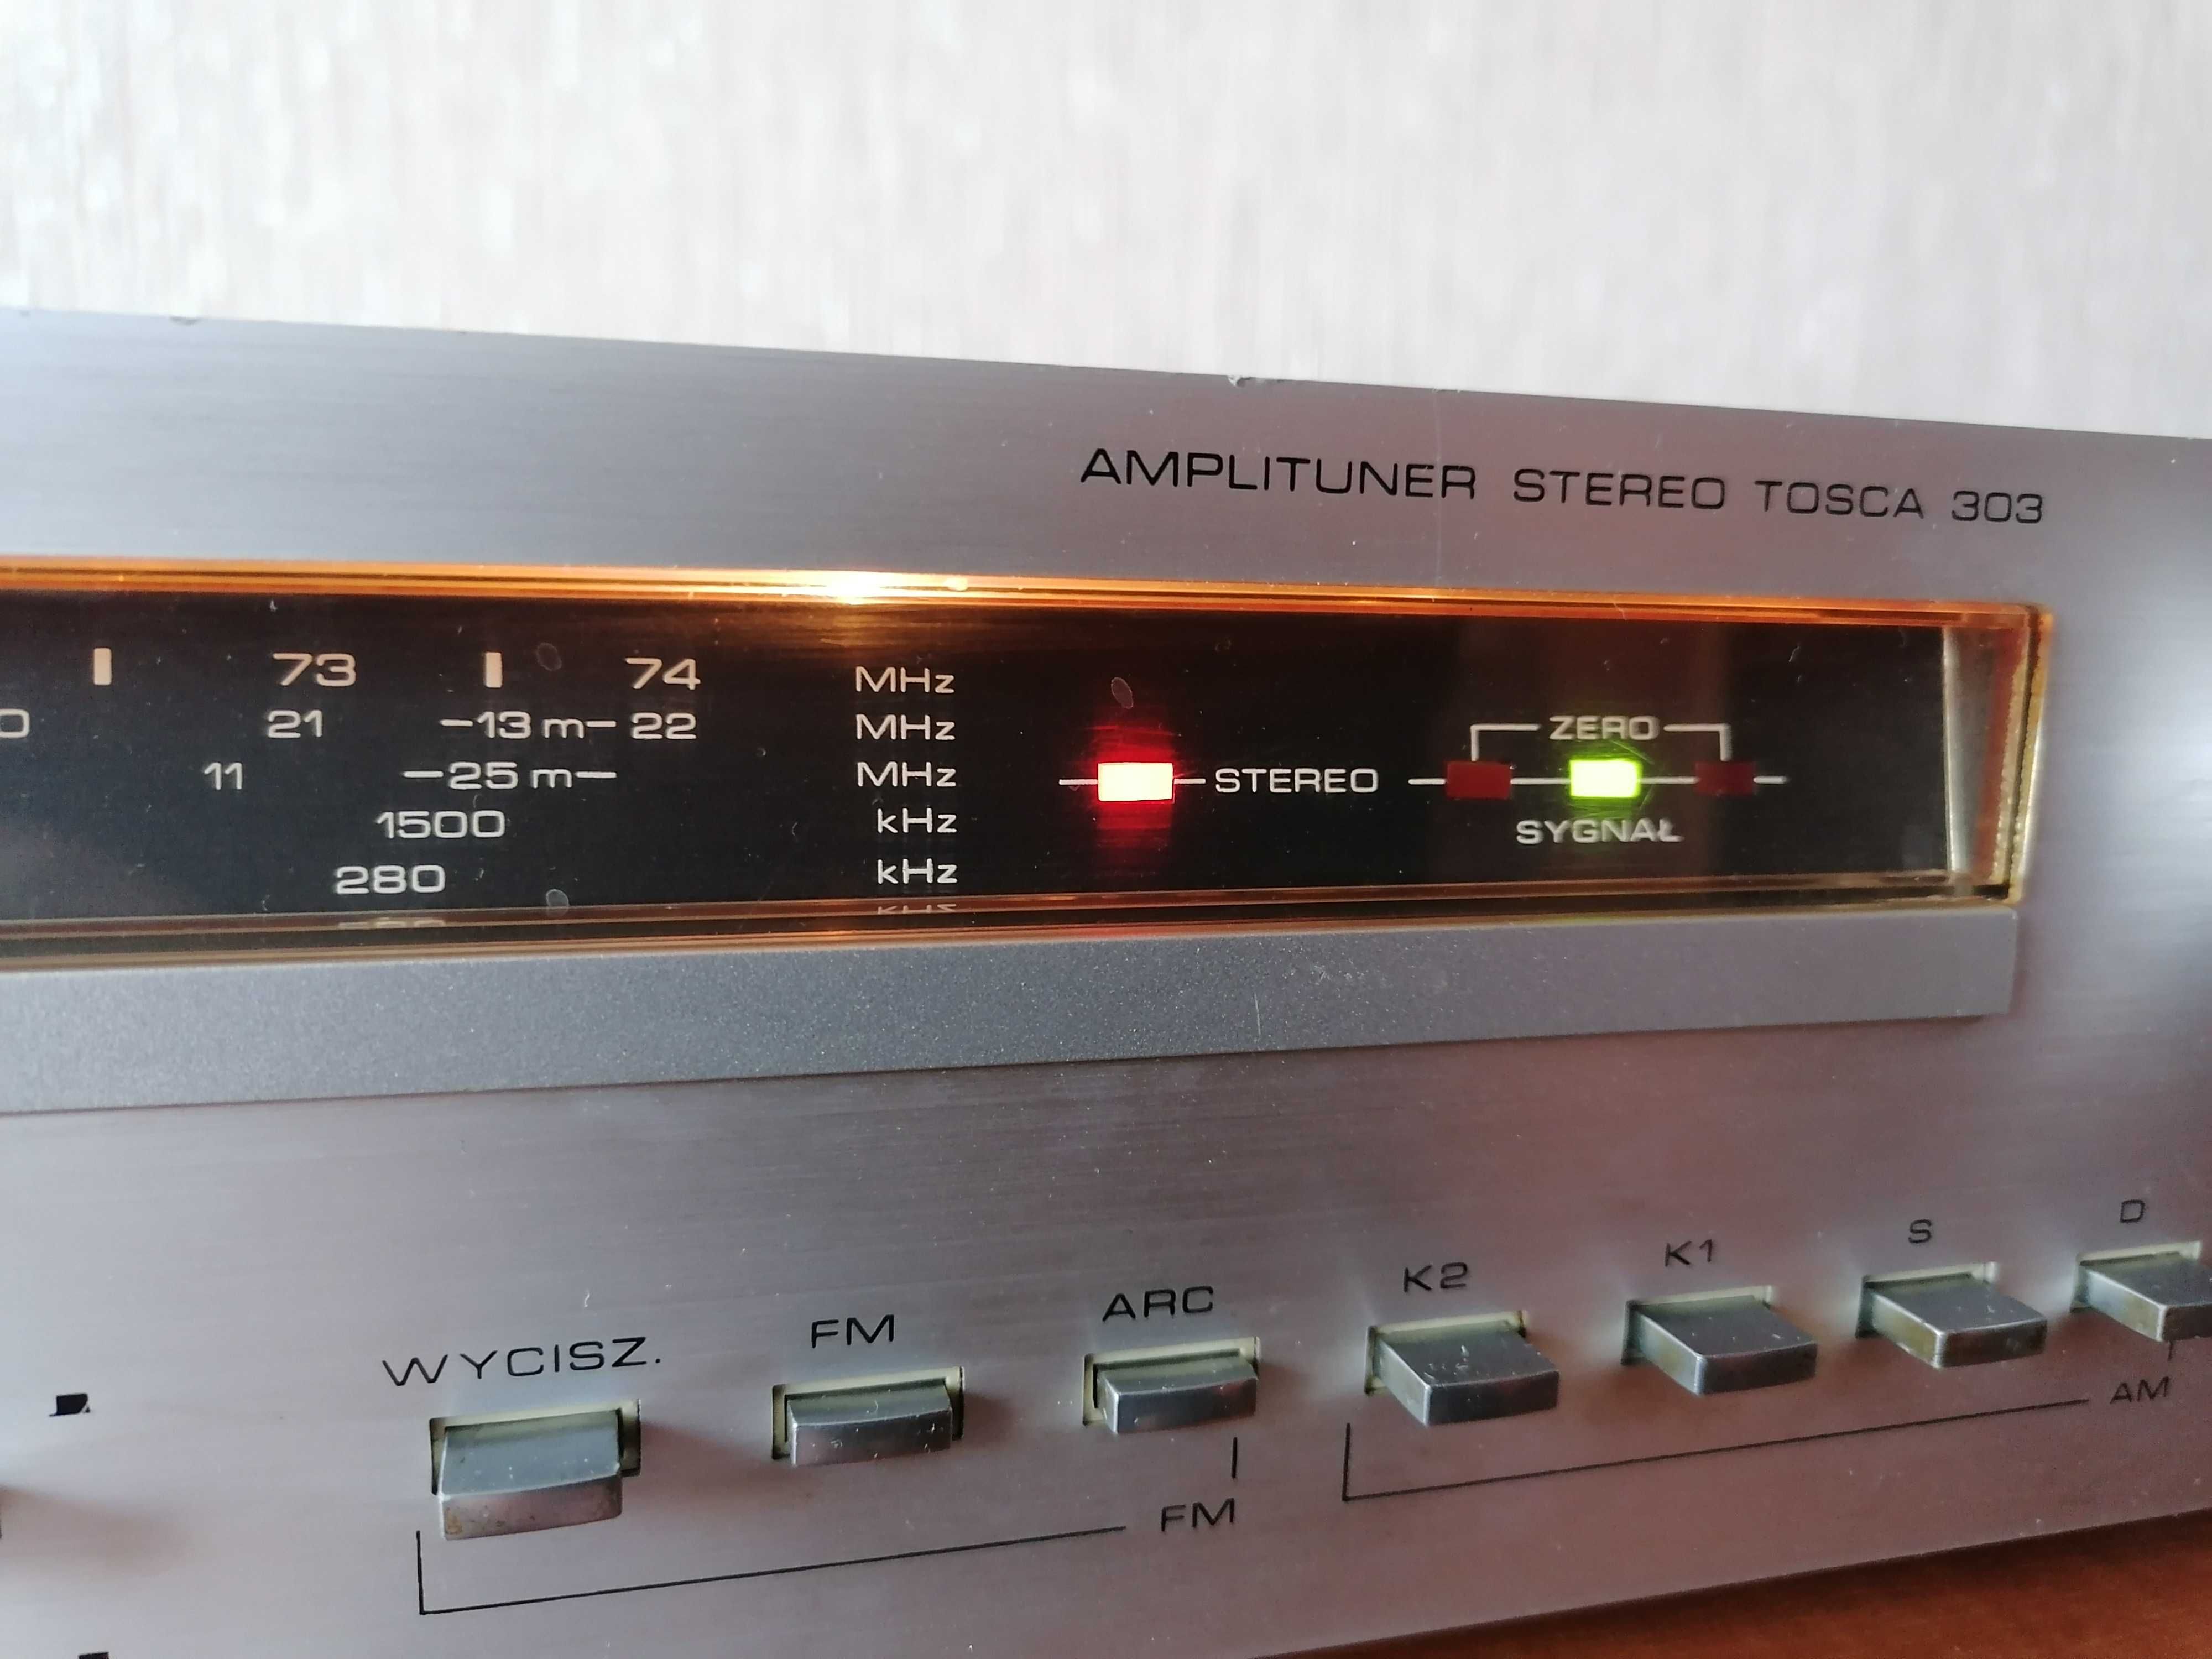 AMPLITUNER STEREO TOSCA 303
73 74 MHz
0 21 –13 m– 22 MHz
11 –25 m– MHz
1500 kHz
280 kHz
STEREO
ZERO
SYGNAŁ
WYCISZ. FM ARC K2 K1 S D
FM
AM